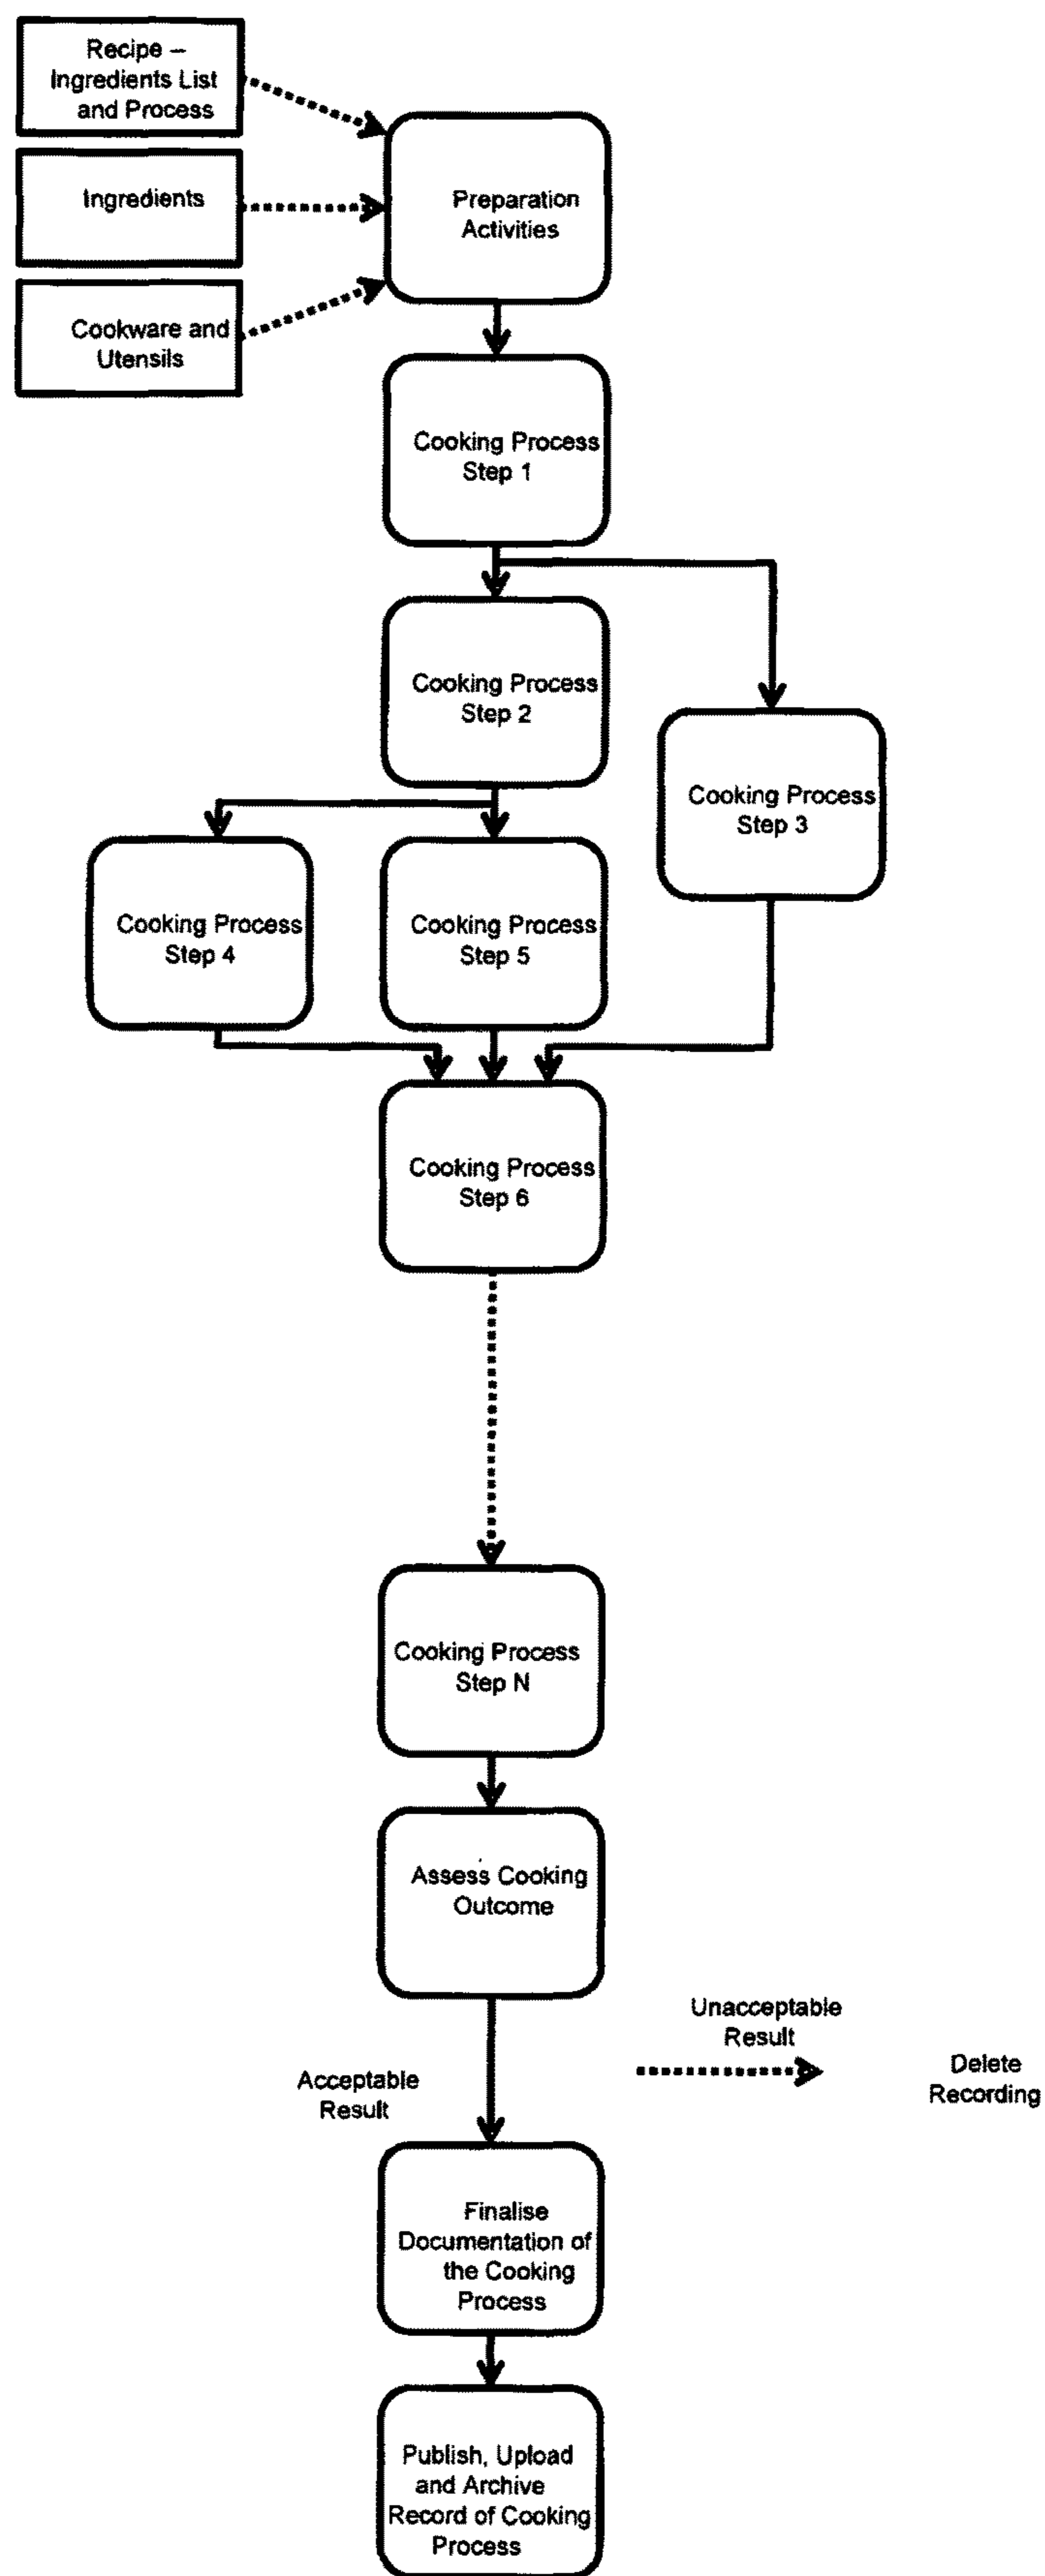 Recipe –
Ingredients List
and Process
Ingredients
Cookware and
Utensils
Preparation
Activities
Cooking Process
Step 1
Cooking Process
Step 2
Cooking Process
Step 3
Cooking Process
Step 4
Cooking Process
Step 5
Cooking Process
Step 6
Cooking Process
Step N
Assess Cooking
Outcome
Unacceptable
Result
Delete
Recording
Acceptable
Result
Finalise
Documentation of
the Cooking
Process
Publish, Upload
and Archive
Record of Cooking
Process